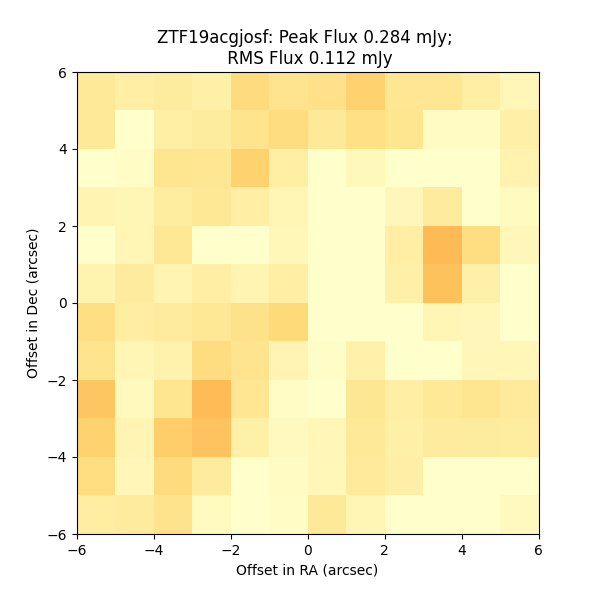 ZTF19acgjosf: Peak Flux 0.284 mJy;
RMS Flux 0.112 mJy
6
4
2
0
−2
−4
−6
Offset in Dec (arcsec)
−6 −4 −2 0 2 4 6
Offset in RA (arcsec)